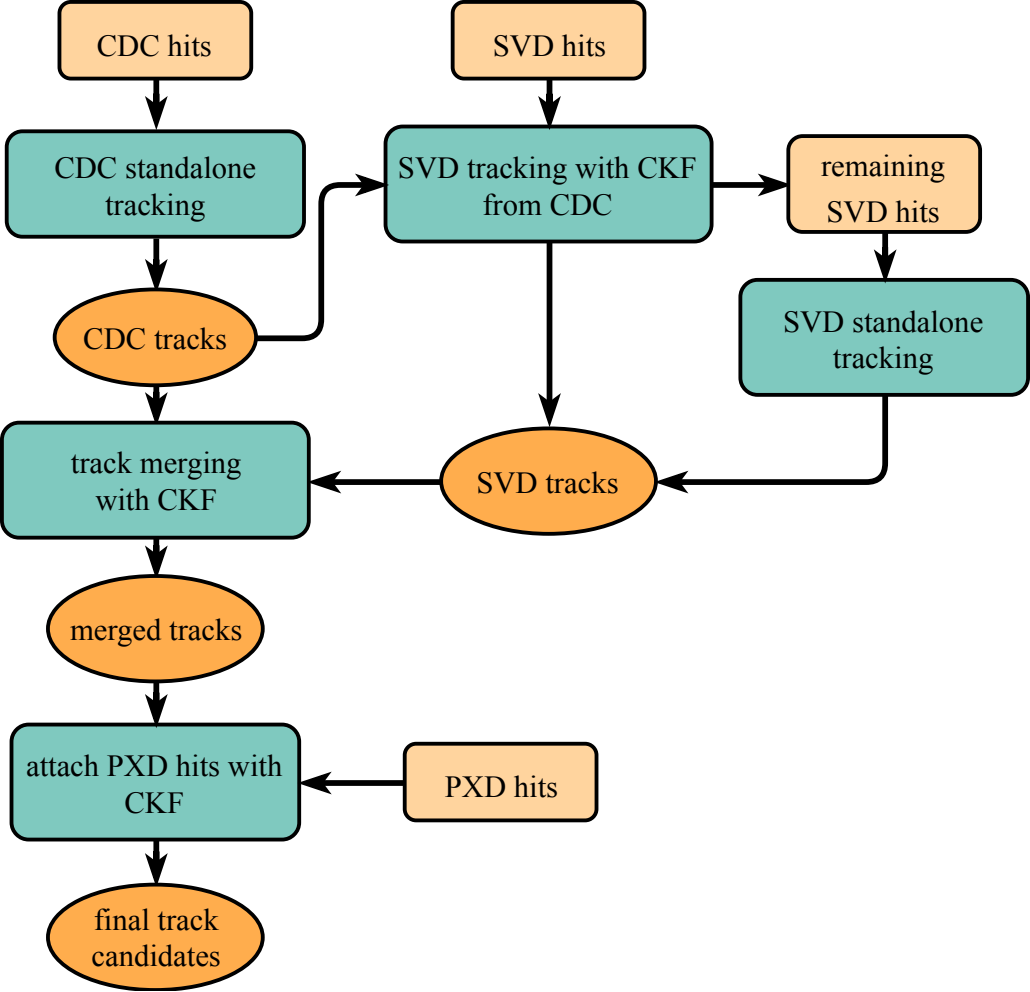 CDC hits
SVD hits
CDC standalone
tracking
SVD tracking with CKF
from CDC
remaining
SVD hits
CDC tracks
SVD standalone
tracking
track merging
with CKF
SVD tracks
merged tracks
attach PXD hits with
CKF
PXD hits
final track
candidates